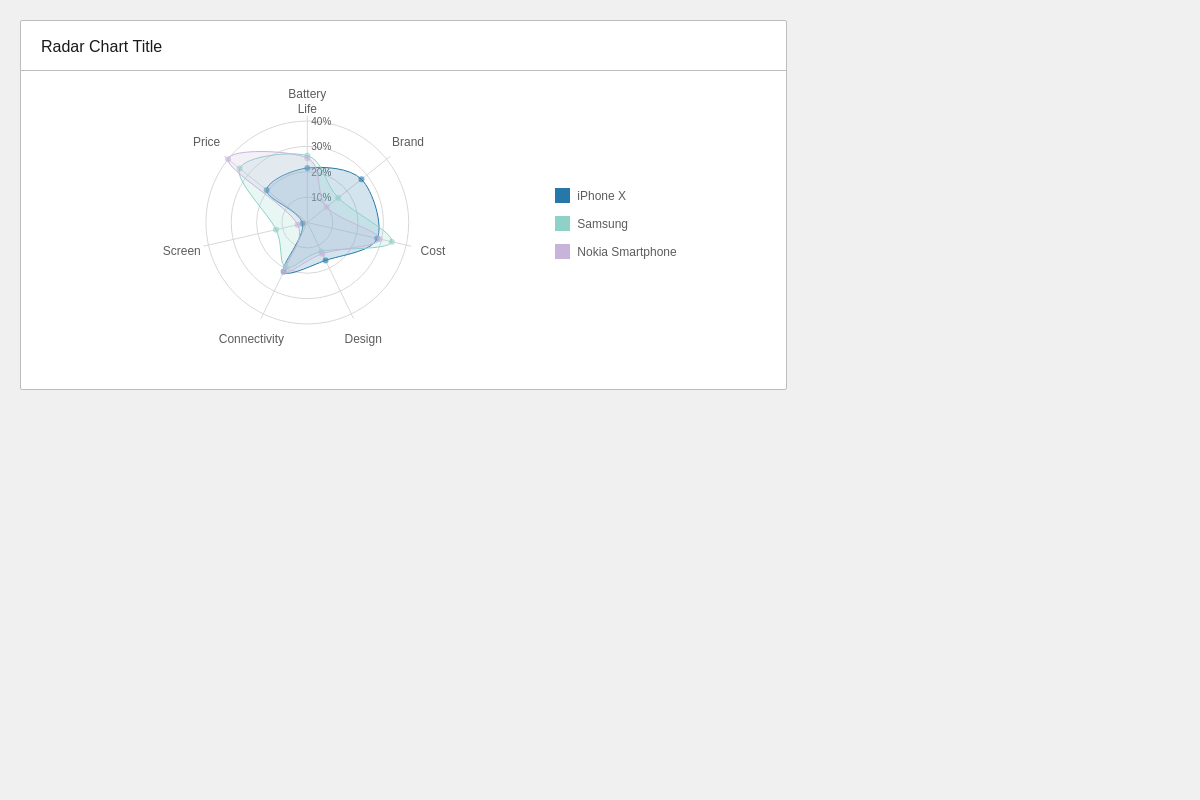 Radar Chart Title
Battery
Life
40%
Price
Brand
30%
20%
10%
iPhone X
Samsung
Screen
Cost
Nokia Smartphone
Connectivity
Design